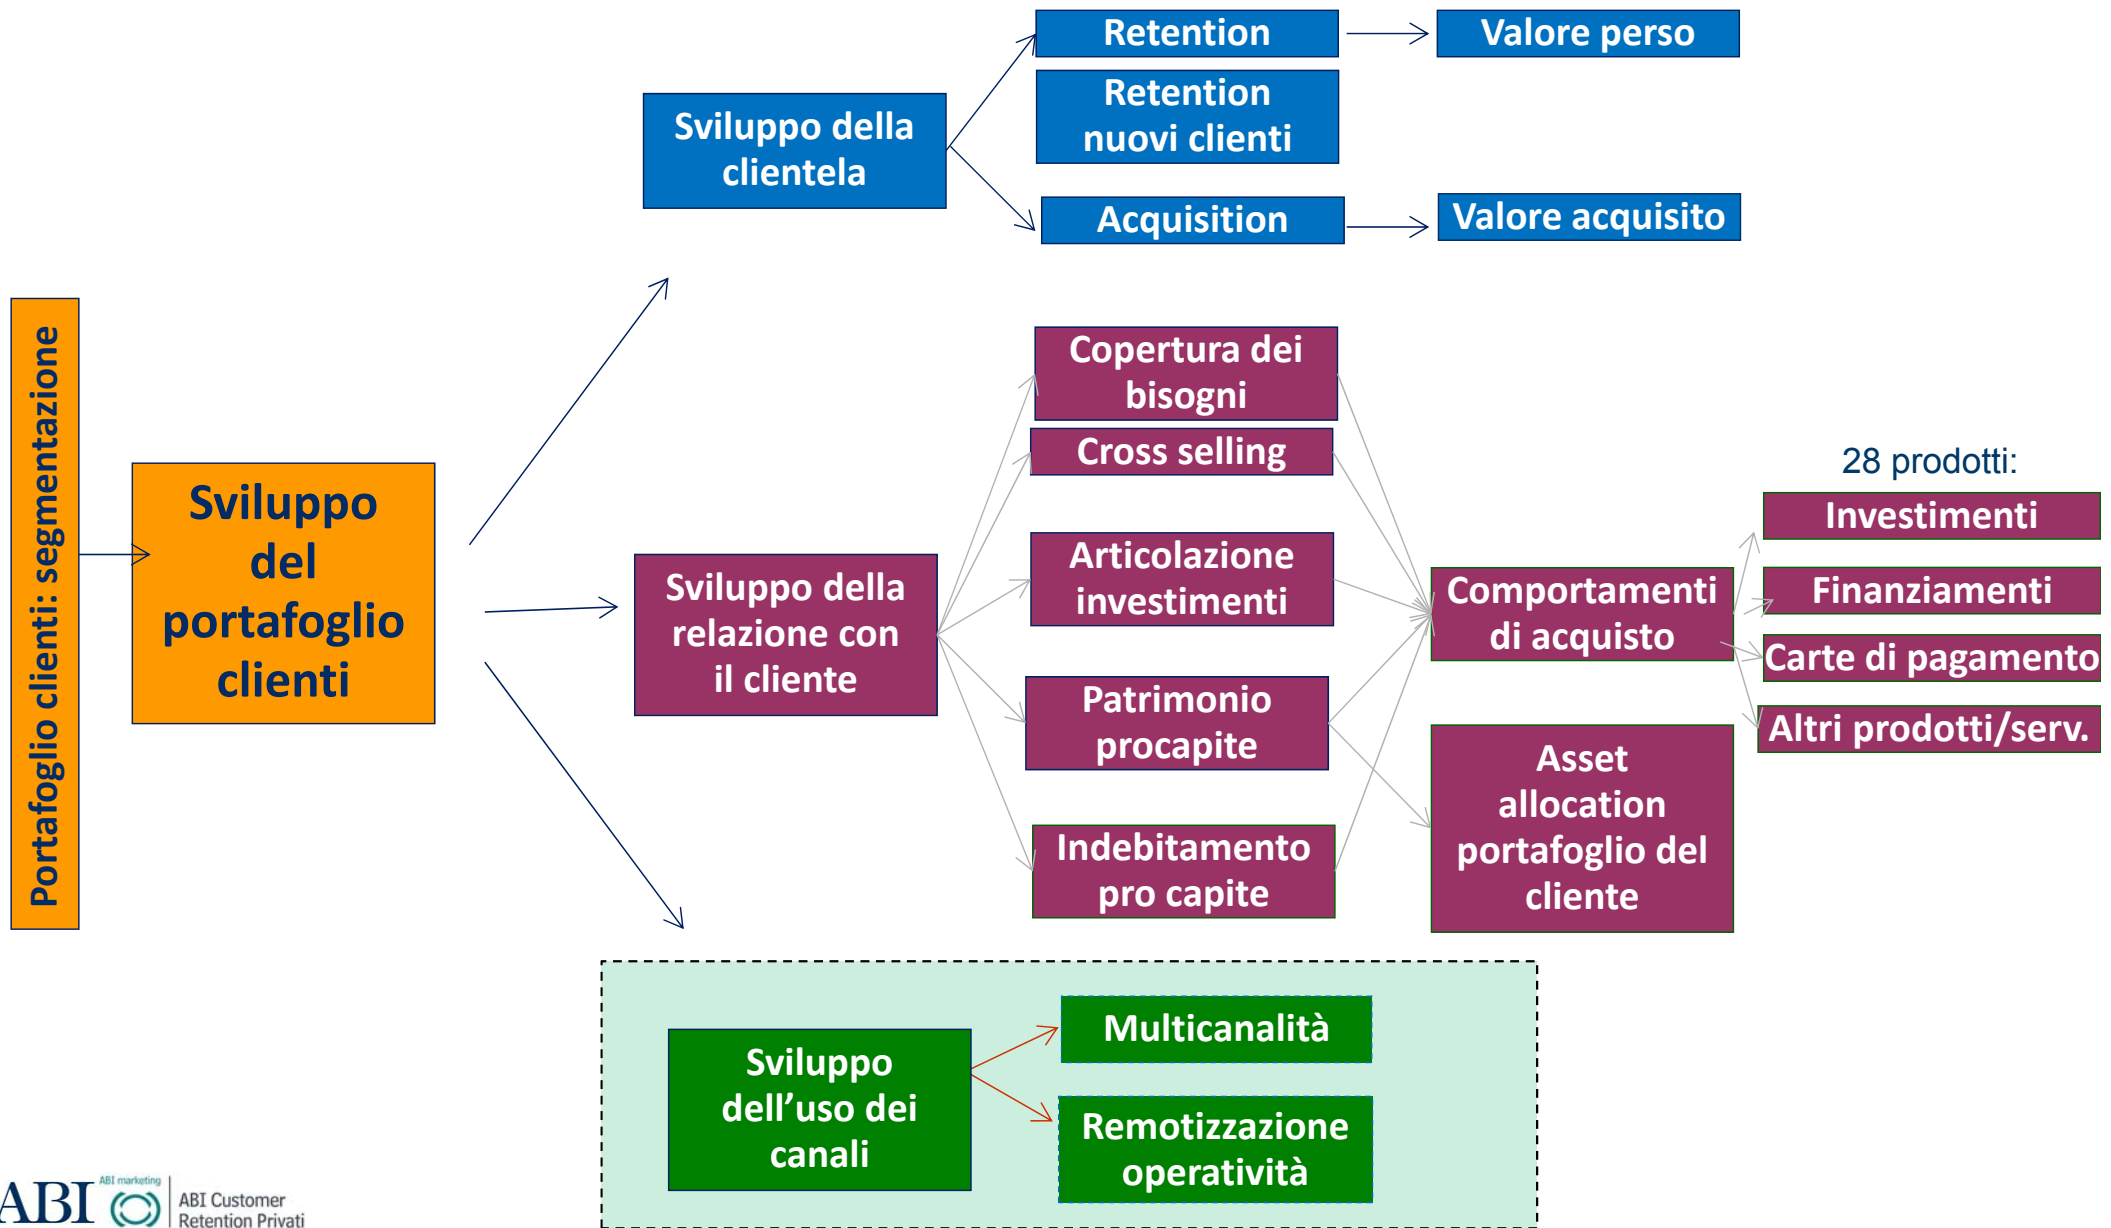 Portafoglio clienti: segmentazione
Sviluppo
del
portafoglio
clienti
Sviluppo della
clientela
Retention
Valore perso
Retention
nuovi clienti
Acquisition
Valore acquisito
Sviluppo della
relazione con
il cliente
Copertura dei
bisogni
Cross selling
Articolazione
investimenti
Patrimonio
procapite
Indebitamento
pro capite
Comportamenti
di acquisto
Asset
allocation
portafoglio del
cliente
28 prodotti:
Investimenti
Finanziamenti
Carte di pagamento
Altri prodotti/serv.
Sviluppo
dell’uso dei
canali
Multicanalità
Remotizzazione
operatività
ABI
ABI marketing
ABI Customer
Retention Privati